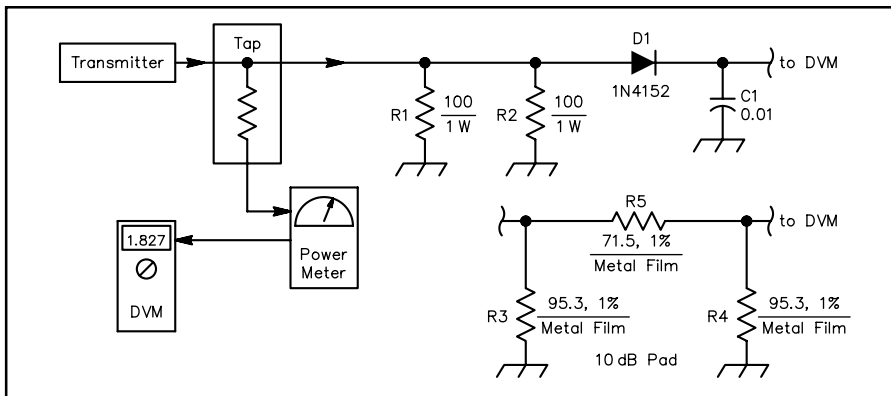 Transmitter
Tap
D1
1N4152
to DVM
C1
0.01
R1
100
1 W
R2
100
1 W
1.827
DVM
Power
Meter
R5
71.5, 1%
Metal Film
to DVM
R3
95.3, 1%
Metal Film
R4
95.3, 1%
Metal Film
10 dB Pad